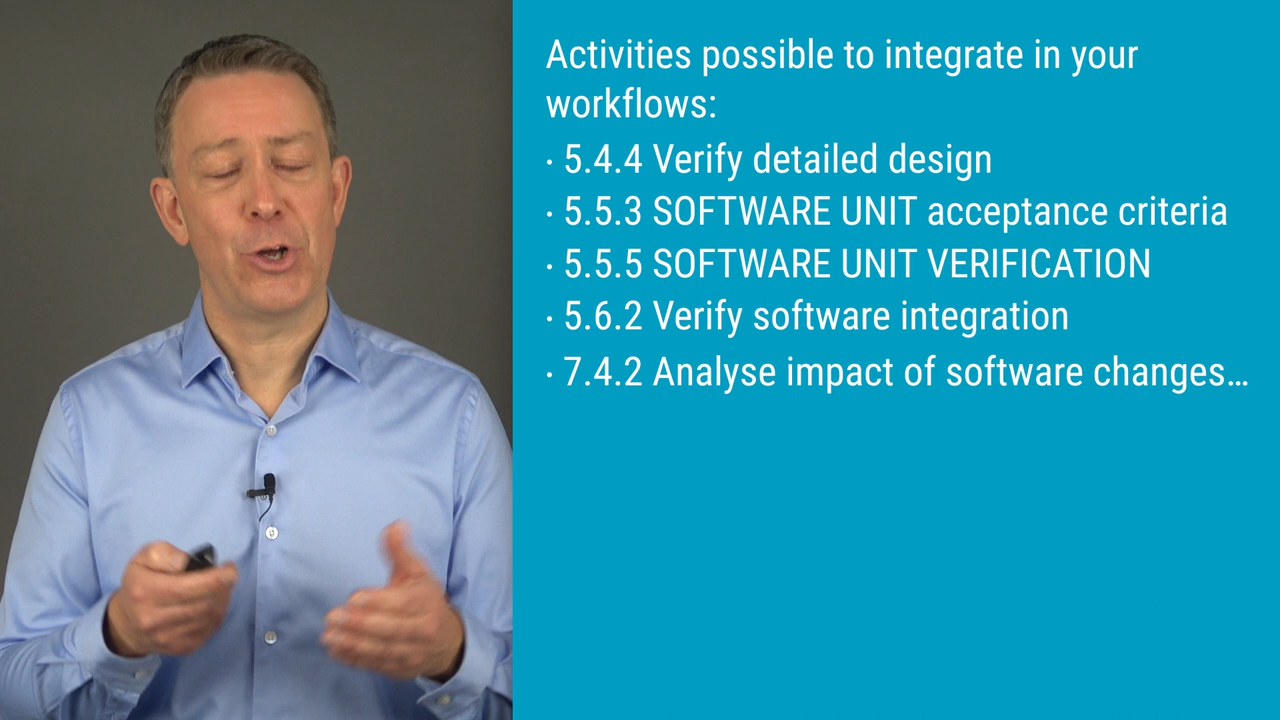 Activities possible to integrate in your
workflows:
· 5.4.4 Verify detailed design
· 5.5.3 SOFTWARE UNIT acceptance criteria
· 5.5.5 SOFTWARE UNIT VERIFICATION
· 5.6.2 Verify software integration
· 7.4.2 Analyse impact of software changes…